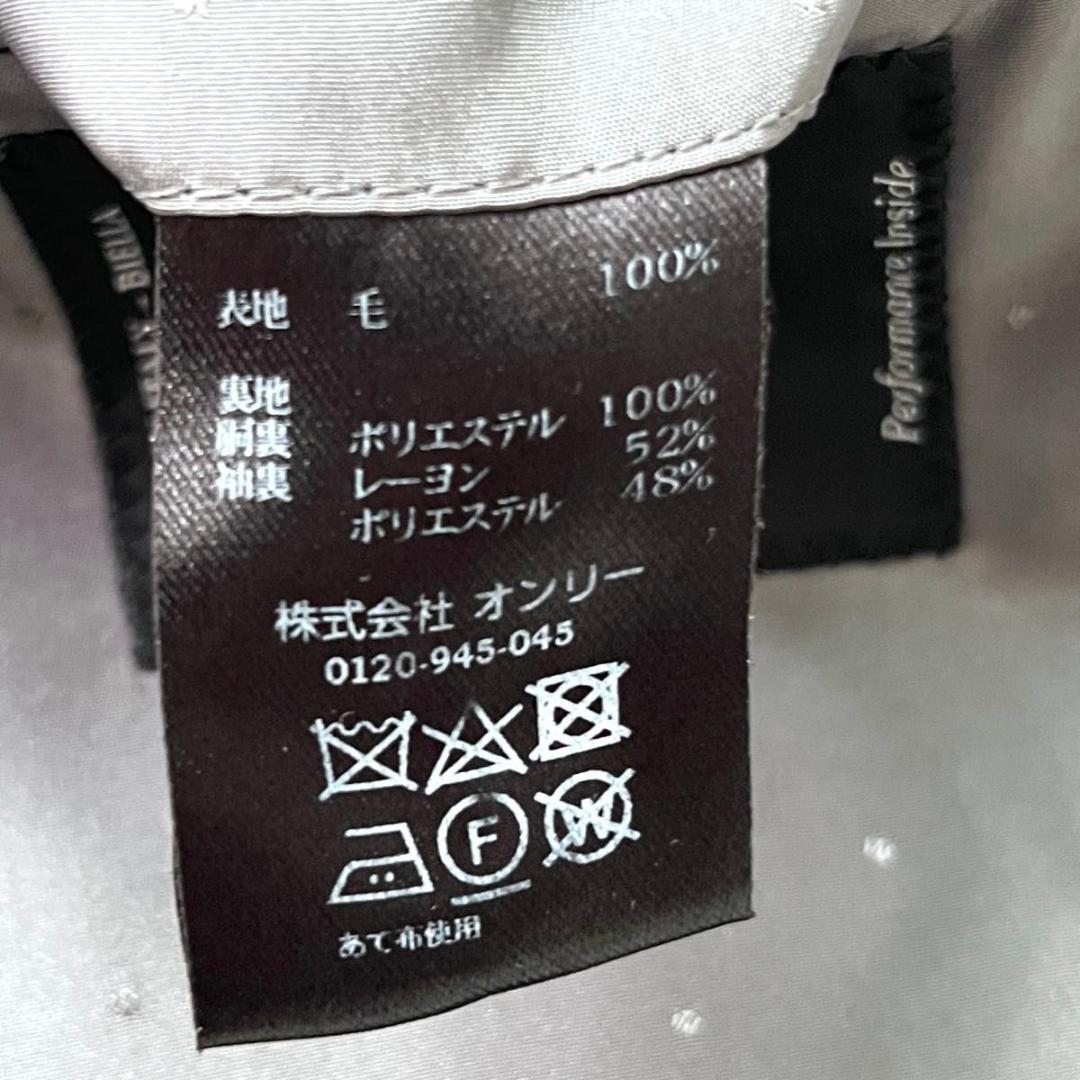 表地 毛 100%
裏地
胴裏 ポリエステル 100%
袖裏 レーヨン 52%
ポリエステル 48%
株式会社 オンリー
0120-945-045
F
W
あて布使用
Performance Inside
BIELLA